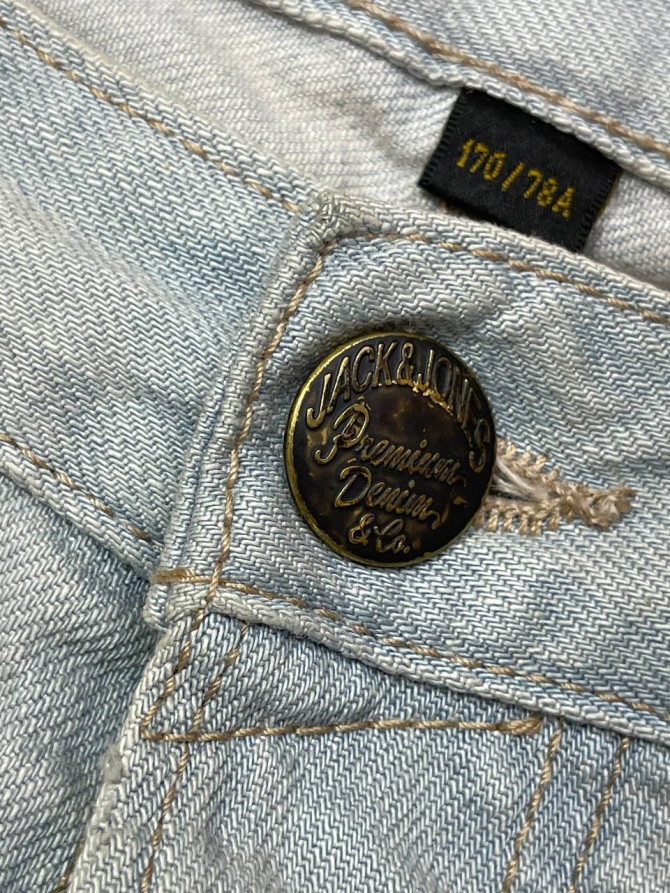 170/78A
JACK&JONES
Premium
Denim
& Co.